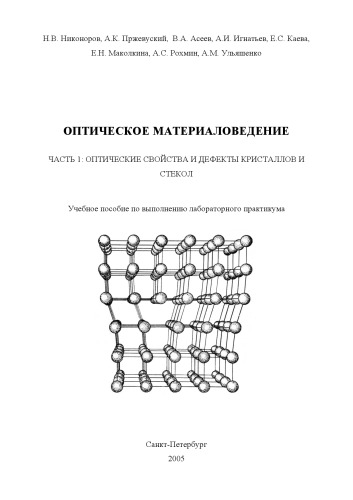 Н.В. Никоноров, А.К. Пржевуский, В.А. Асеев, А.И. Игнатьев, Е.С. Каева,
Е.Н. Маколкина, А.С. Рохмин, А.М. Ульяшенко
ОПТИЧЕСКОЕ МАТЕРИАЛОВЕДЕНИЕ
ЧАСТЬ 1: ОПТИЧЕСКИЕ СВОЙСТВА И ДЕФЕКТЫ КРИСТАЛЛОВ И
СТЕКОЛ
Учебное пособие по выполнению лабораторного практикума
Санкт-Петербург
2005